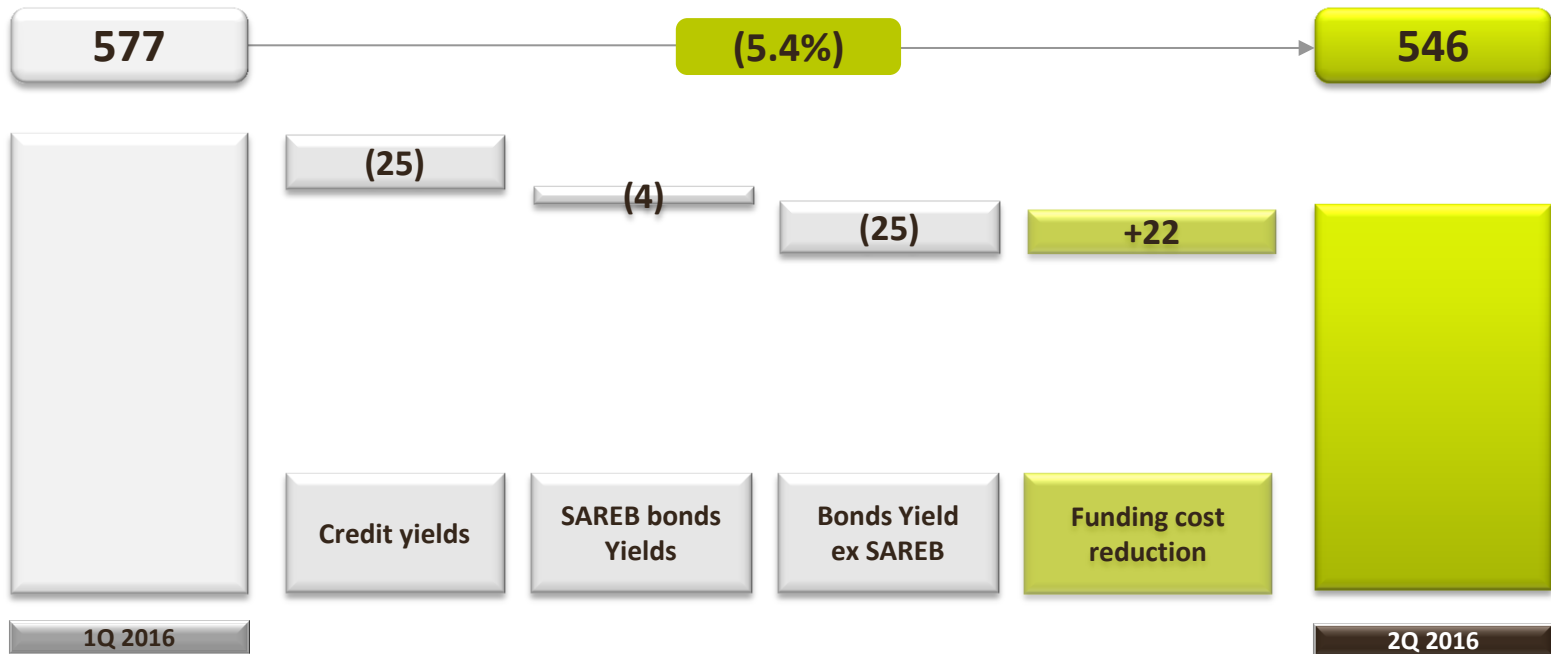 577
(5.4%)
546
(25)
(4)
(25)
+22
Credit yields
SAREB bonds
Yields
Bonds Yield
ex SAREB
Funding cost
reduction
1Q 2016
2Q 2016